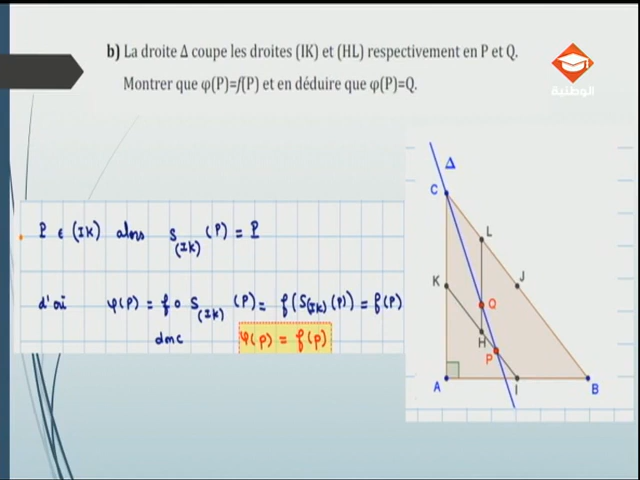 b) La droite Δ coupe les droites (IK) et (HL) respectivement en P et Q.
Montrer que φ(P)=f(P) et en déduire que φ(P)=Q.
الوطنية
P ∈ (IK) alors S(IK) (P) = P
d'où φ(P) = f o S(IK) (P) = f(S(IK)(P)) = f(P)
donc φ(P) = f(P)
Δ
C
L
K
J
Q
H
P
A
I
B